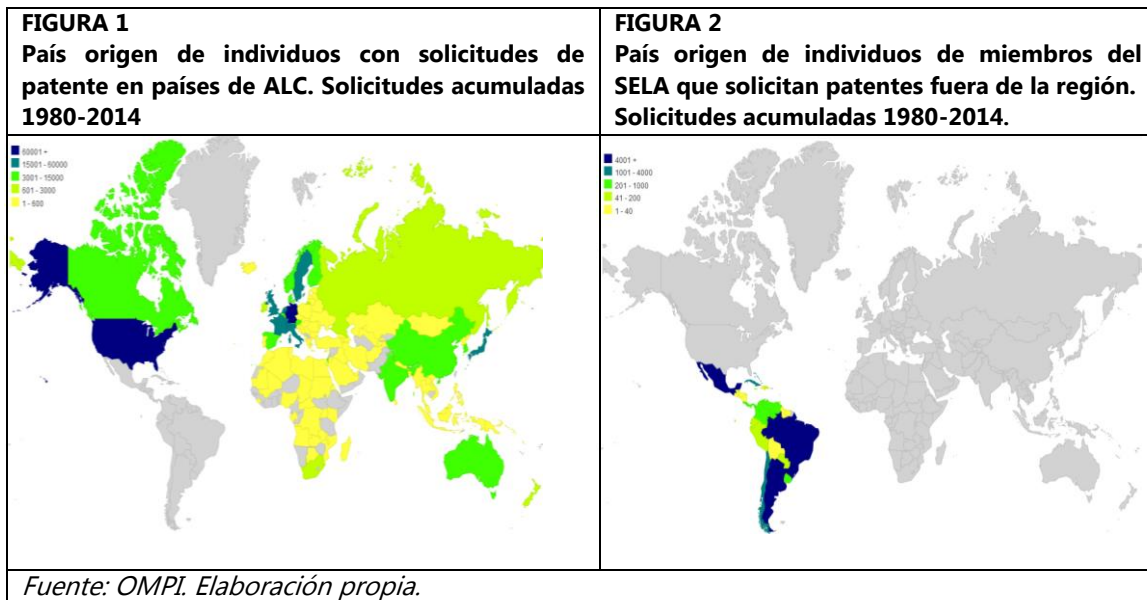 FIGURA 1
País origen de individuos con solicitudes de
patente en países de ALC. Solicitudes acumuladas
1980-2014
FIGURA 2
País origen de individuos de miembros del
SELA que solicitan patentes fuera de la región.
Solicitudes acumuladas 1980-2014.
60001 +
15001 - 60000
3001 - 15000
601 - 3000
1 - 600
4001 +
1001 - 4000
201 - 1000
41 - 200
1 - 40
Fuente: OMPI. Elaboración propia.